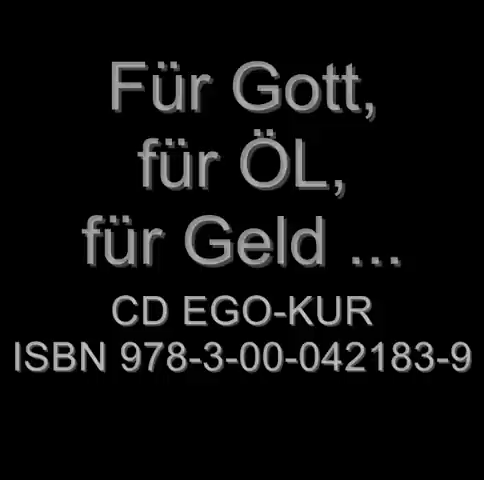 Für Gott,
für ÖL,
für Geld ...
CD EGO-KUR
ISBN 978-3-00-042183-9